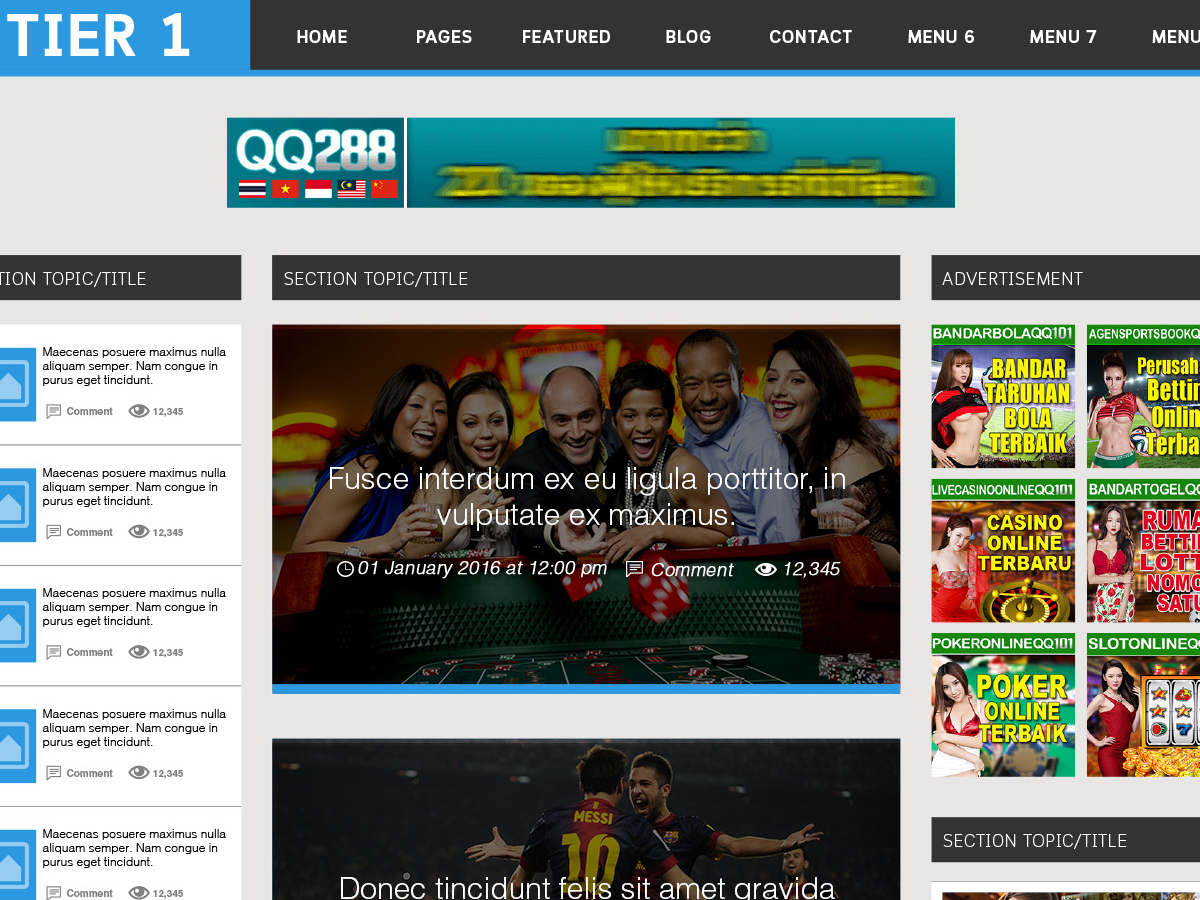 TIER 1
HOME
PAGES
FEATURED
BLOG
CONTACT
MENU 6
MENU 7
MENU
QQ288
TION TOPIC/TITLE
Maecenas posuere maximus nulla
aliquam semper. Nam congue in
purus eget tincidunt.
Comment 12,345
Maecenas posuere maximus nulla
aliquam semper. Nam congue in
purus eget tincidunt.
Comment 12,345
Maecenas posuere maximus nulla
aliquam semper. Nam congue in
purus eget tincidunt.
Comment 12,345
Maecenas posuere maximus nulla
aliquam semper. Nam congue in
purus eget tincidunt.
Comment 12,345
Maecenas posuere maximus nulla
aliquam semper. Nam congue in
purus eget tincidunt.
Comment 12,345
SECTION TOPIC/TITLE
Fusce interdum ex eu ligula porttitor, in
vulputate ex maximus.
01 January 2016 at 12:00 pm Comment 12,345
MESSI
10
Donec tincidunt felis sit amet gravida
ADVERTISEMENT
BANDARBOLAQQ101
BANDAR
TARUHAN
BOLA
TERBAIK
AGENSPORTSBOOKQ
Perusah
Bettin
Onlin
Terba
LIVECASINOONLINEQQ101
CASINO
ONLINE
TERBARU
BANDARTOGELQQ
RUMA
BETTIN
LOTT
NOMO
SATU
POKERONLINEQQ101
POKER
ONLINE
TERBAIK
SLOTONLINEQ
SECTION TOPIC/TITLE